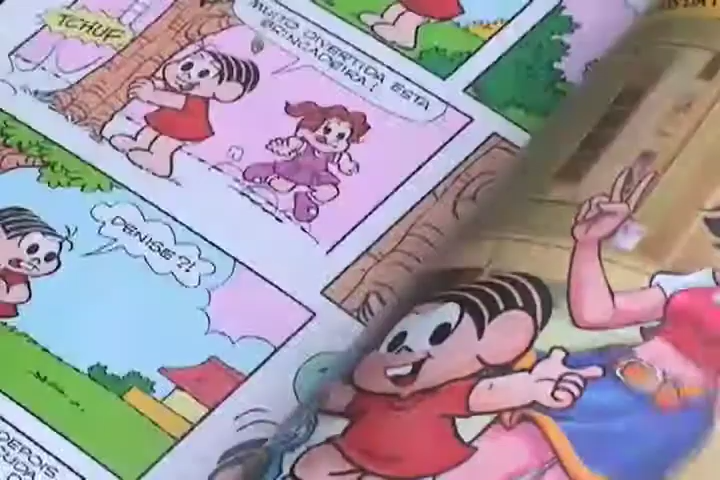 TCHUF
MUITO DIVERTIDA ESTA
BRINCADEIRA!
DENISE?!
DEPOIS